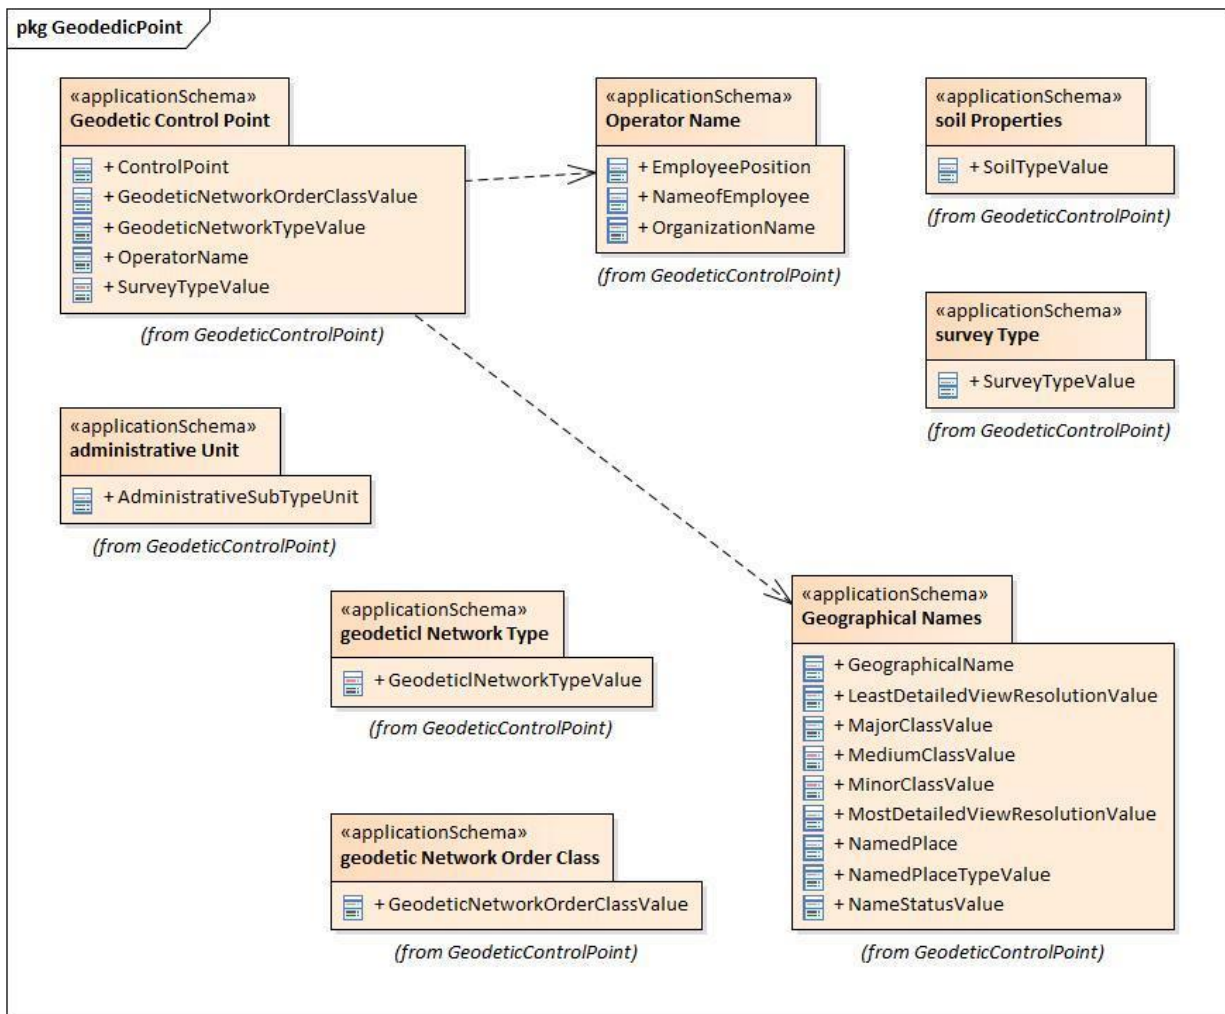 pkg GeodedicPoint
«applicationSchema»
Geodetic Control Point
+ ControlPoint
+ GeodeticNetworkOrderClassValue
+ GeodeticNetworkTypeValue
+ OperatorName
+ SurveyTypeValue
(from GeodeticControlPoint)
«applicationSchema»
Operator Name
+ EmployeePosition
+ NameofEmployee
+ OrganizationName
(from GeodeticControlPoint)
«applicationSchema»
soil Properties
+ SoilTypeValue
(from GeodeticControlPoint)
«applicationSchema»
survey Type
+ SurveyTypeValue
(from GeodeticControlPoint)
«applicationSchema»
administrative Unit
+ AdministrativeSubTypeUnit
(from GeodeticControlPoint)
«applicationSchema»
geodeticl Network Type
+ GeodeticlNetworkTypeValue
(from GeodeticControlPoint)
«applicationSchema»
Geographical Names
+ GeographicalName
+ LeastDetailedViewResolutionValue
+ MajorClassValue
+ MediumClassValue
+ MinorClassValue
+ MostDetailedViewResolutionValue
+ NamedPlace
+ NamedPlaceTypeValue
+ NameStatusValue
(from GeodeticControlPoint)
«applicationSchema»
geodetic Network Order Class
+ GeodeticNetworkOrderClassValue
(from GeodeticControlPoint)